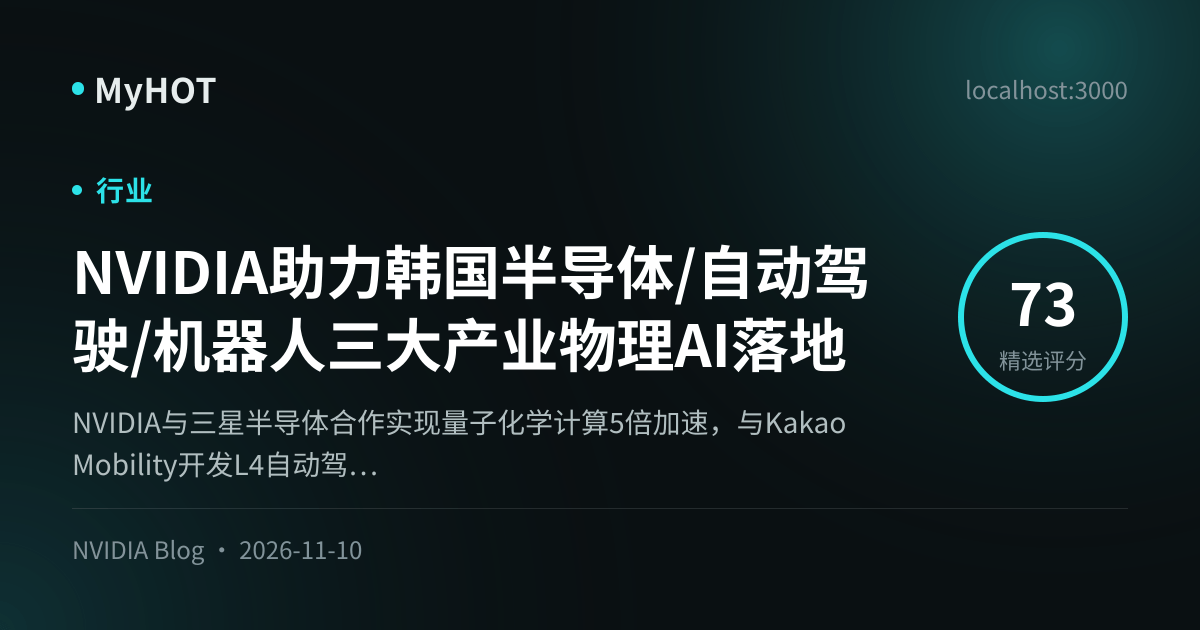 MyHOT
localhost:3000
行业
NVIDIA助力韩国半导体/自动驾
驶/机器人三大产业物理AI落地
73
精选评分
NVIDIA与三星半导体合作实现量子化学计算5倍加速，与Kakao
Mobility开发L4自动驾…
NVIDIA Blog · 2026-11-10